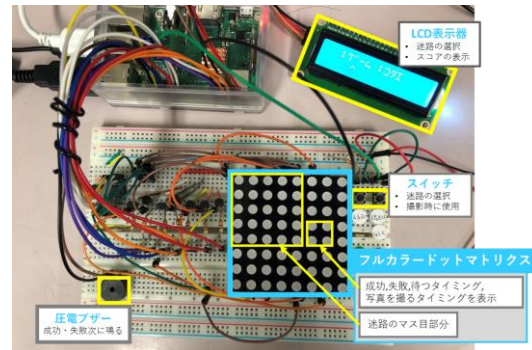 LCD表示器
• 迷路の選択
• スコアの表示
スイッチ
• 迷路の選択
• 撮影時に使用
フルカラードットマトリクス
成功,失敗,待つタイミング,
写真を撮るタイミングを表示
迷路のマス目部分
圧電ブザー
成功・失敗次に鳴る